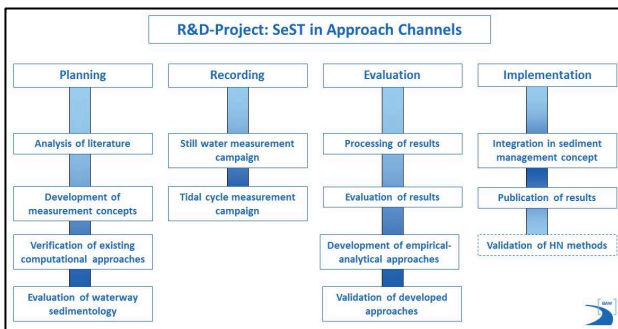 R&D-Project: SeST in Approach Channels
Planning
Analysis of literature
Development of
measurement concepts
Verification of existing
computational approaches
Evaluation of waterway
sedimentology
Recording
Still water measurement
campaign
Tidal cycle measurement
campaign
Evaluation
Processing of results
Evaluation of results
Development of empirical-
analytical approaches
Validation of developed
approaches
Implementation
Integration in sediment
management concept
Publication of results
Validation of HN methods
BAW